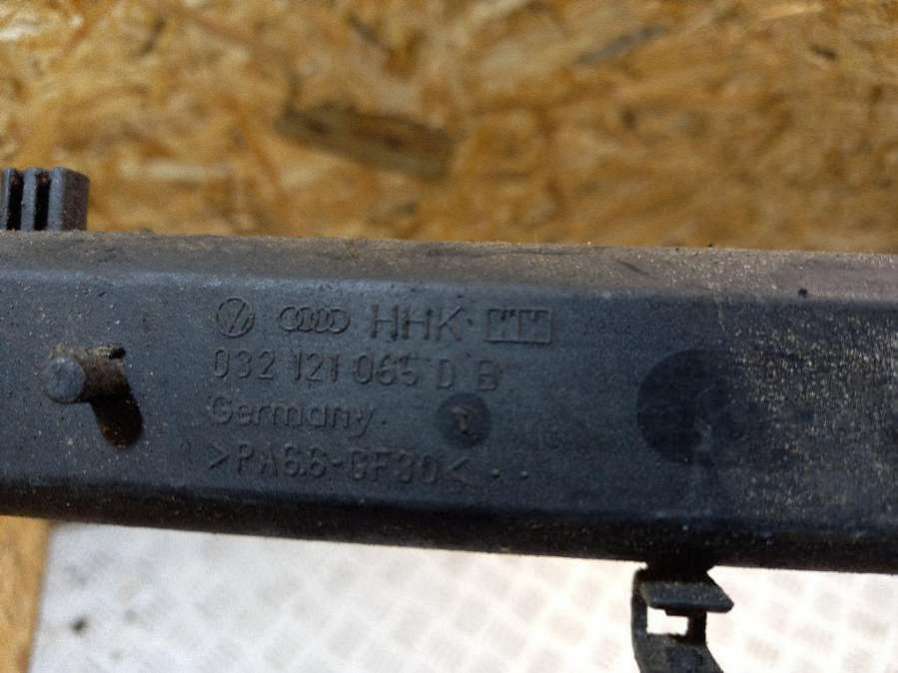 HHK
032 121 065 D B
Germany
>PA6.6-GF30<